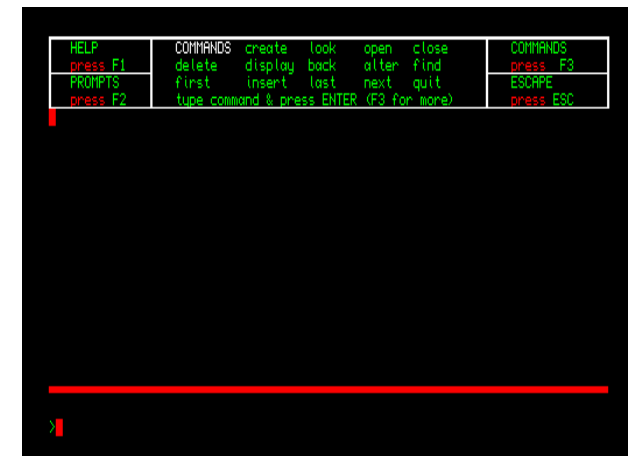 HELP COMMANDS create look open close COMMANDS
press F1 delete display back alter find press F3
PROMPTS first insert last next quit ESCAPE
press F2 type command & press ENTER (F3 for more) press ESC
>